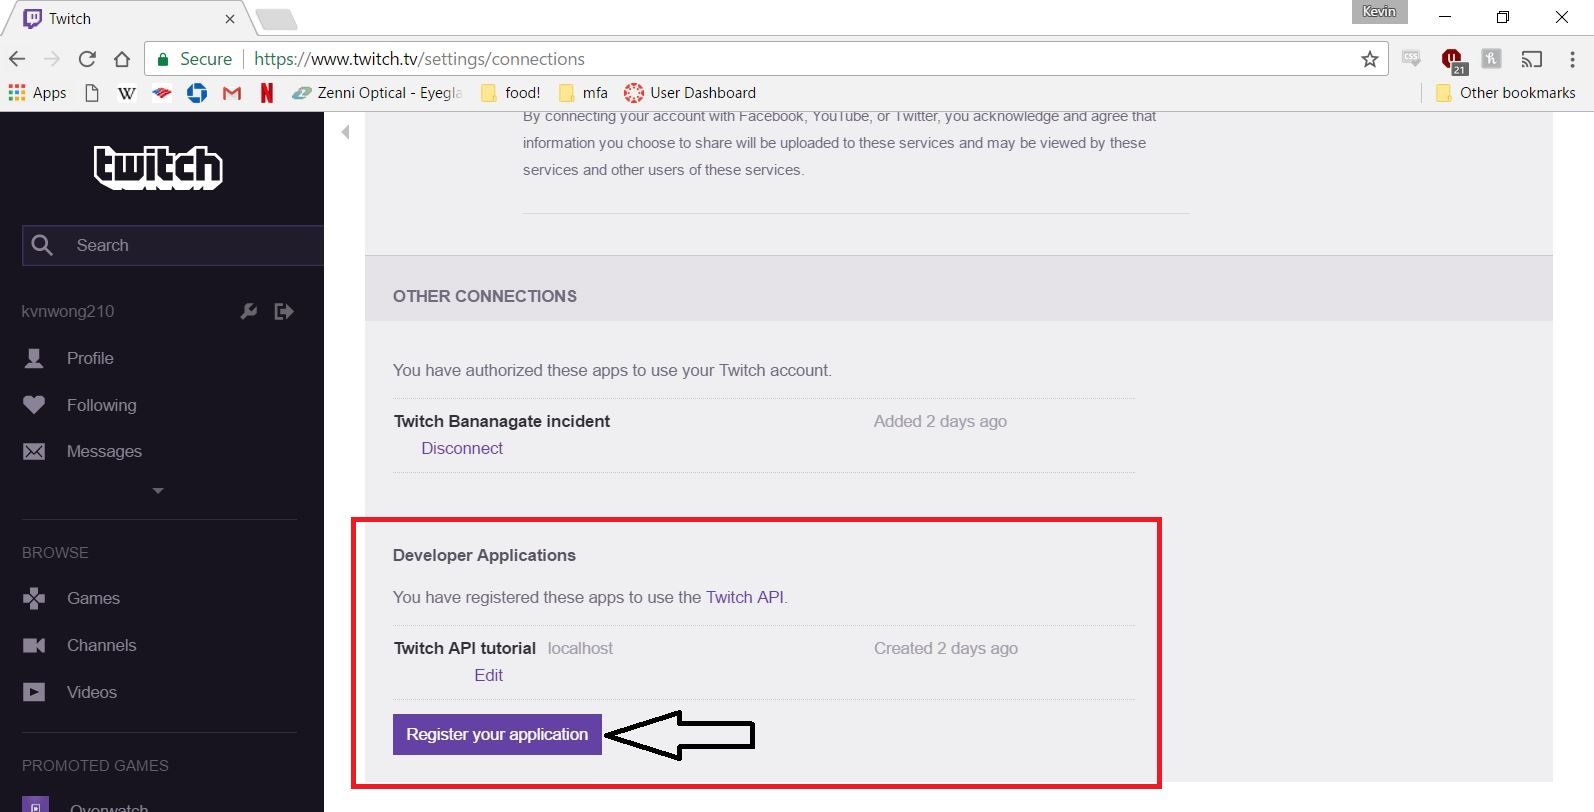 Twitch
Kevin
Secure https://www.twitch.tv/settings/connections
21
Apps
Zenni Optical - Eyegla
food!
mfa
User Dashboard
Other bookmarks
twitch
Search
kvnwong210
Profile
Following
Messages
BROWSE
Games
Channels
Videos
PROMOTED GAMES
Overwatch
By connecting your account with Facebook, YouTube, or Twitter, you acknowledge and agree that
information you choose to share will be uploaded to these services and may be viewed by these
services and other users of these services.
OTHER CONNECTIONS
You have authorized these apps to use your Twitch account.
Twitch Bananagate incident Added 2 days ago
Disconnect
Developer Applications
You have registered these apps to use the Twitch API.
Twitch API tutorial localhost Created 2 days ago
Edit
Register your application